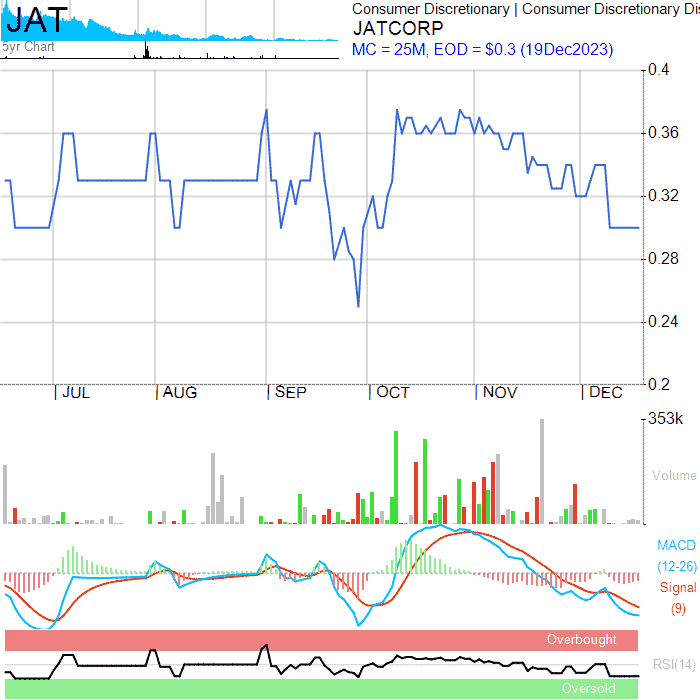 JAT
5yr Chart
Consumer Discretionary | Consumer Discretionary Dis
JATCORP
MC = 25M, EOD = $0.3 (19Dec2023)
0.4
0.36
0.32
0.28
0.24
0.2
JUL AUG SEP OCT NOV DEC
353k
Volume
MACD
(12-26)
Signal
(9)
Overbought
RSI(14)
Oversold